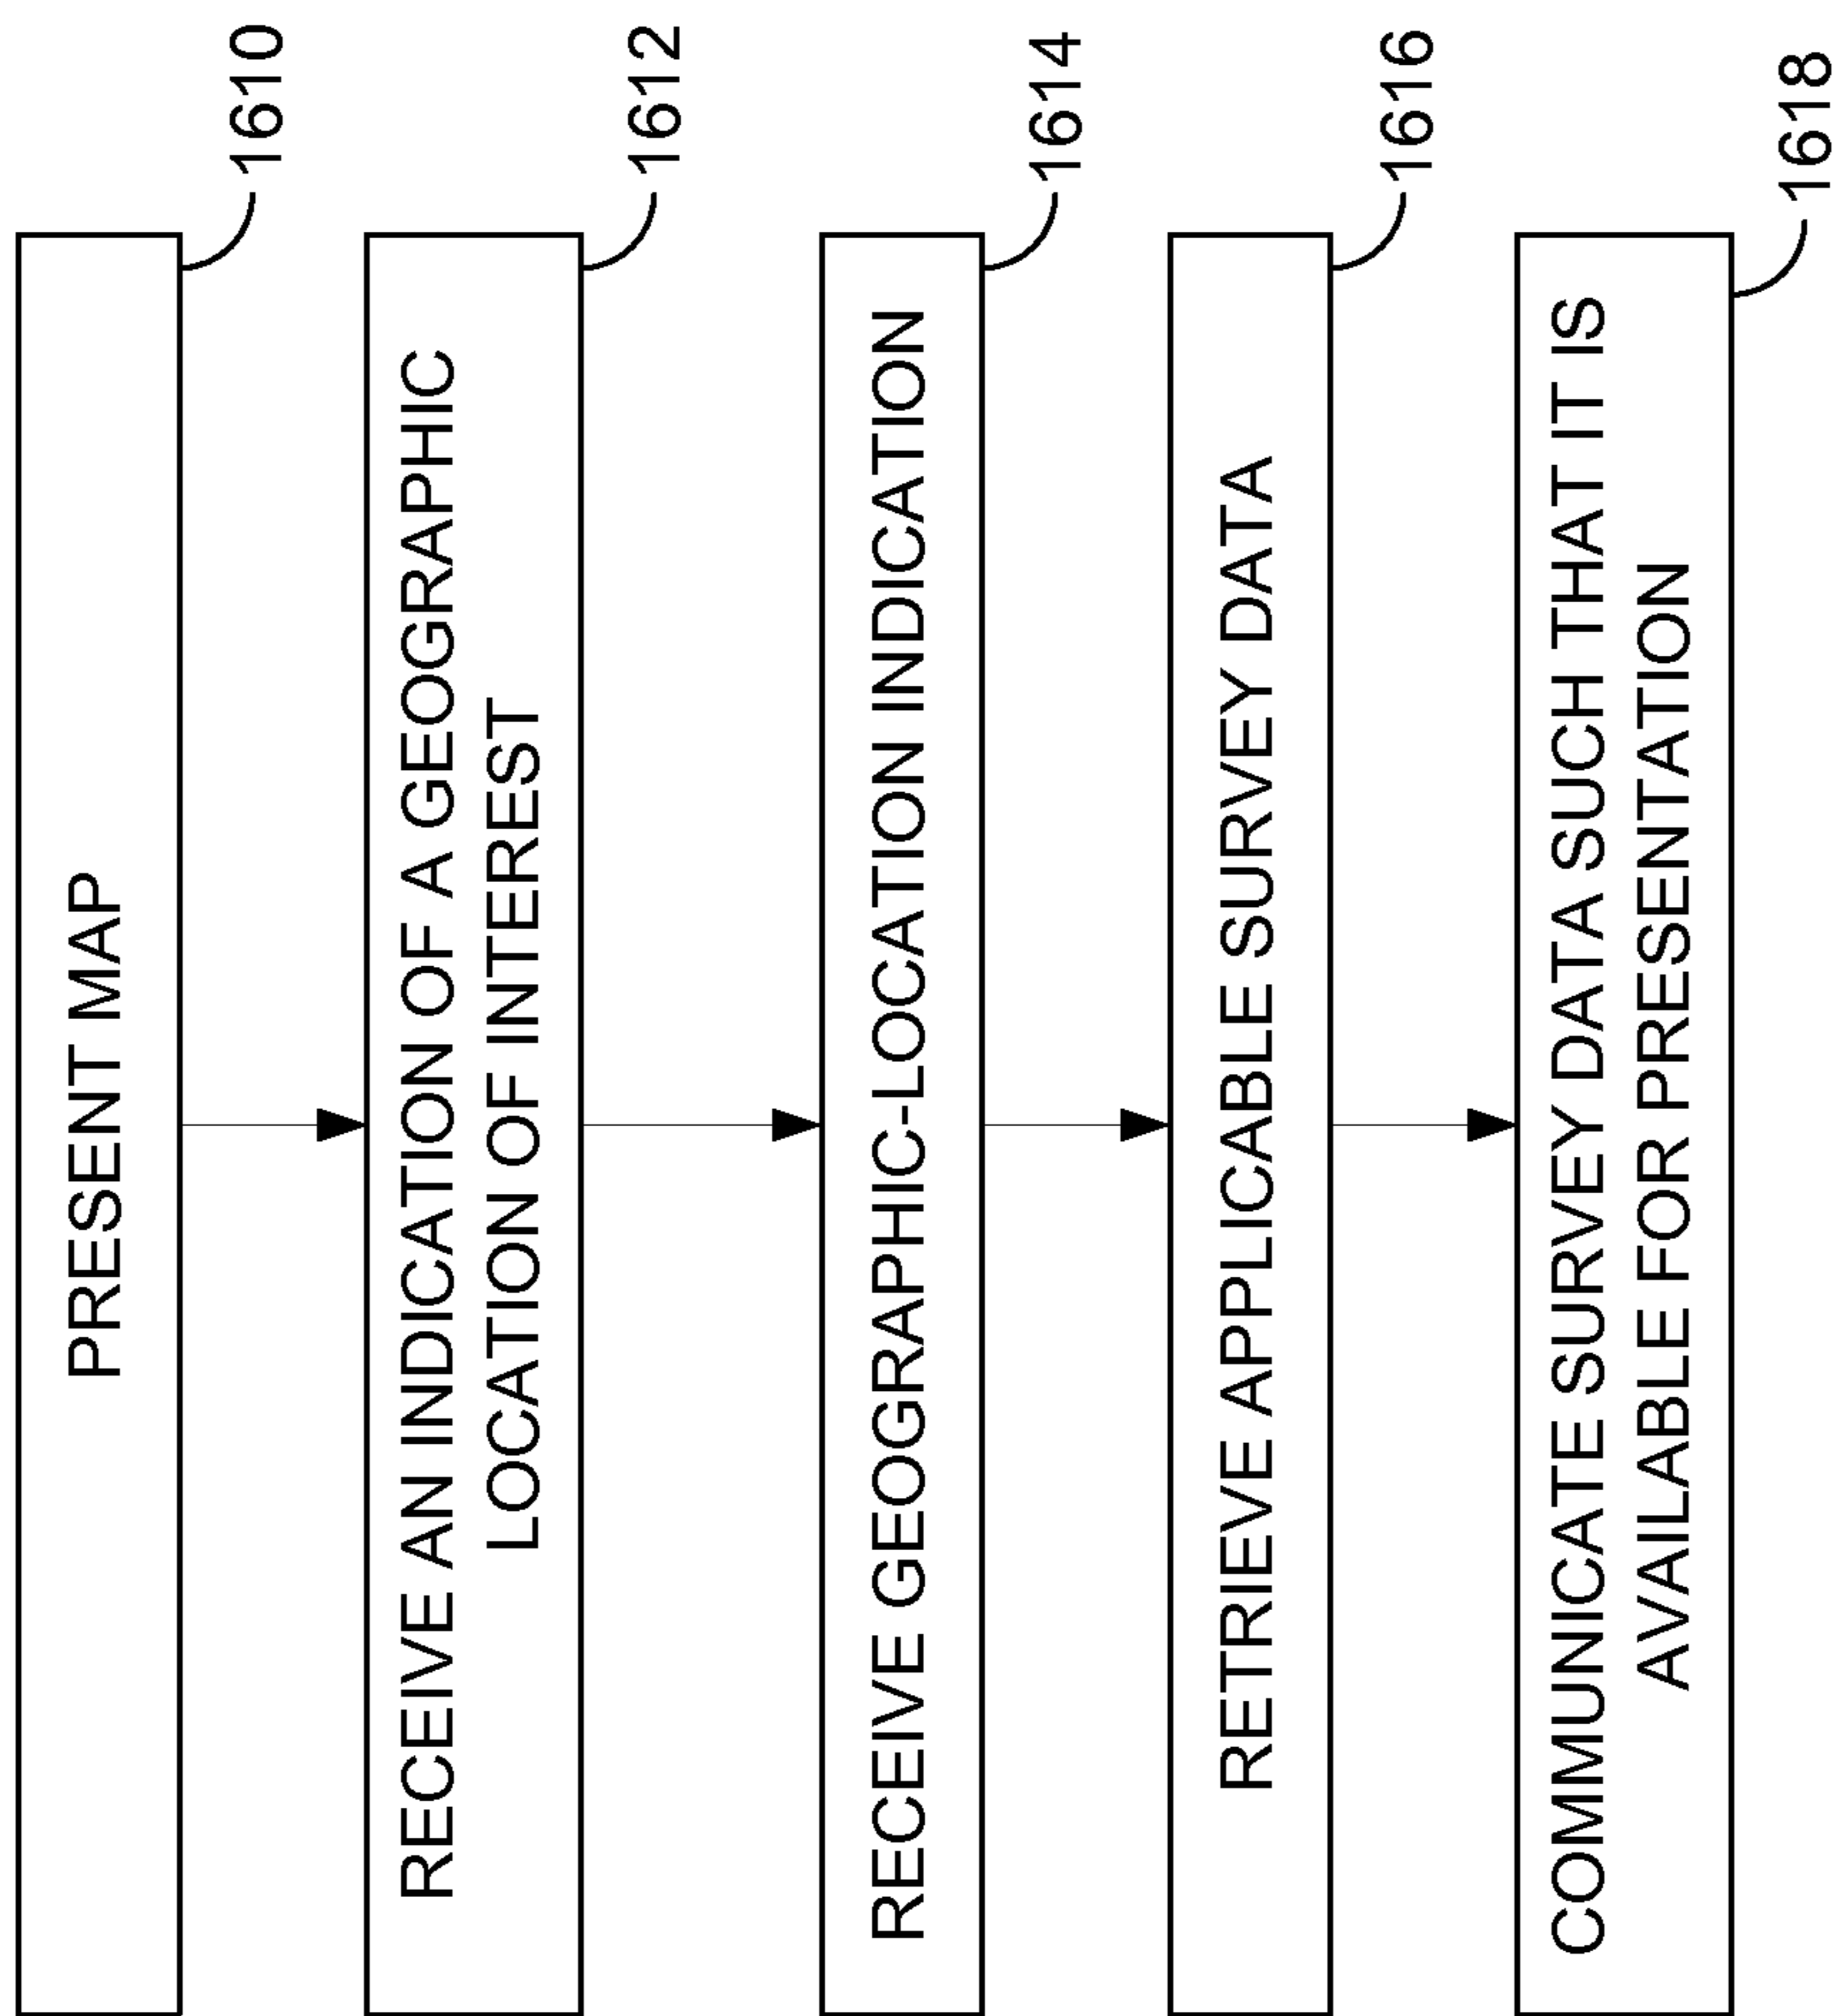 PRESENT MAP
1610
RECEIVE AN INDICATION OF A GEOGRAPHIC
LOCATION OF INTEREST
1612
RECEIVE GEOGRAPHIC-LOCATION INDICATION
1614
RETRIEVE APPLICABLE SURVEY DATA
1616
COMMUNICATE SURVEY DATA SUCH THAT IT IS
AVAILABLE FOR PRESENTATION
1618